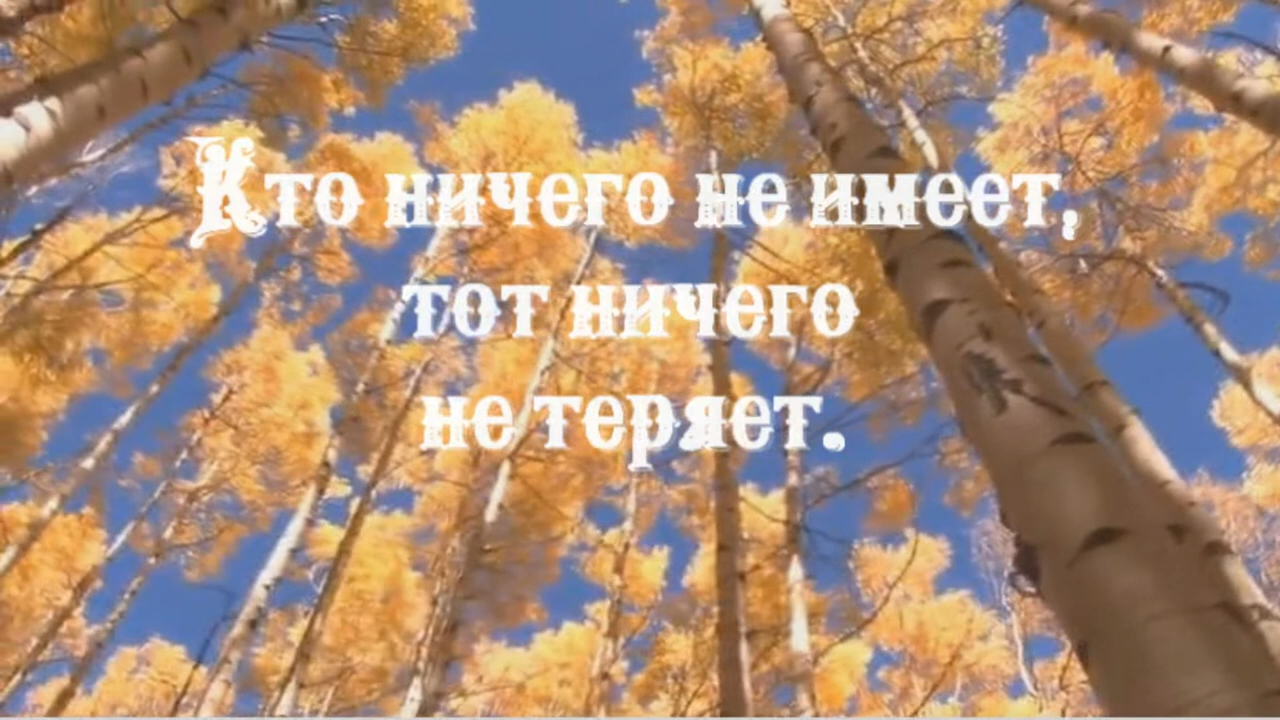 Кто ничего не имеет,
тот ничего
не теряет.